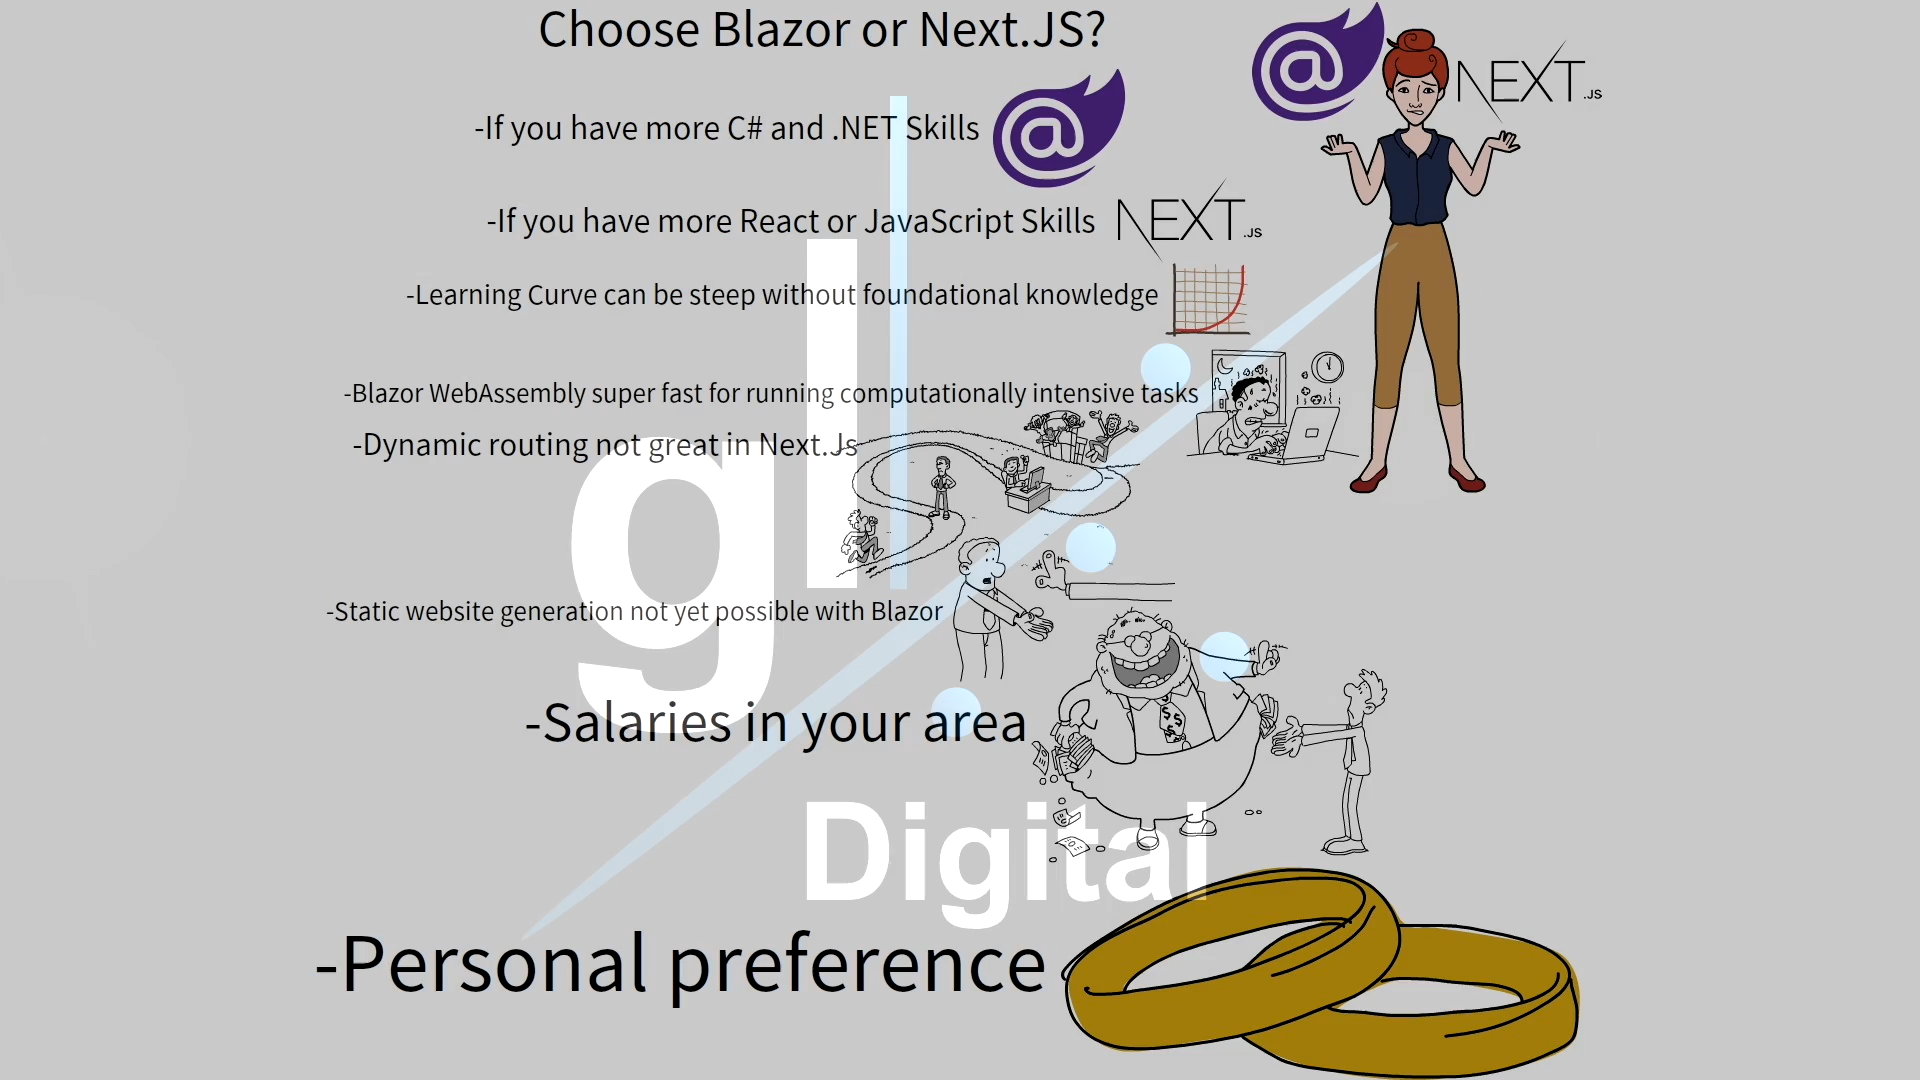 Choose Blazor or Next.JS?
NEXT.JS
-If you have more C# and .NET Skills
-If you have more React or JavaScript Skills
NEXT.JS
-Learning Curve can be steep without foundational knowledge
-Blazor WebAssembly super fast for running computationally intensive tasks
-Dynamic routing not great in Next.Js
-Static website generation not yet possible with Blazor
-Salaries in your area
gl
Digital
-Personal preference